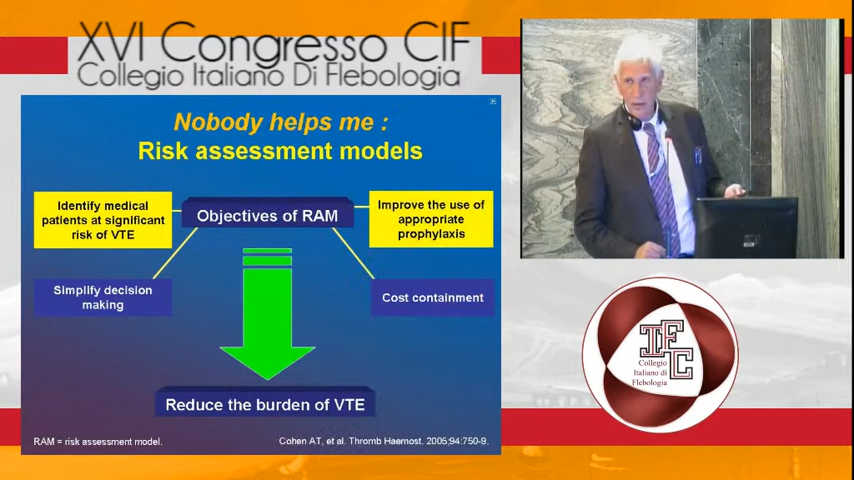 XVI Congresso CIF
Collegio Italiano Di Flebologia
35
Nobody helps me :
Risk assessment models
Identify medical
patients at significant
risk of VTE
Objectives of RAM
Improve the use of
appropriate
prophylaxis
Simplify decision
making
Cost containment
Reduce the burden of VTE
RAM = risk assessment model.
Cohen AT, et al. Thromb Haemost. 2005;94:750-9.
CIF
Collegio
Italiano di
Flebologia